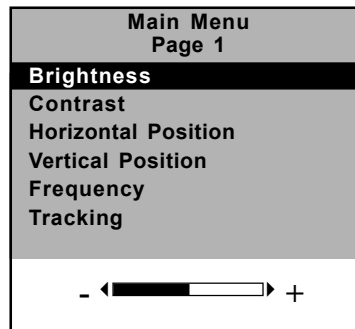 Main Menu
Page 1
Brightness
Contrast
Horizontal Position
Vertical Position
Frequency
Tracking
- +